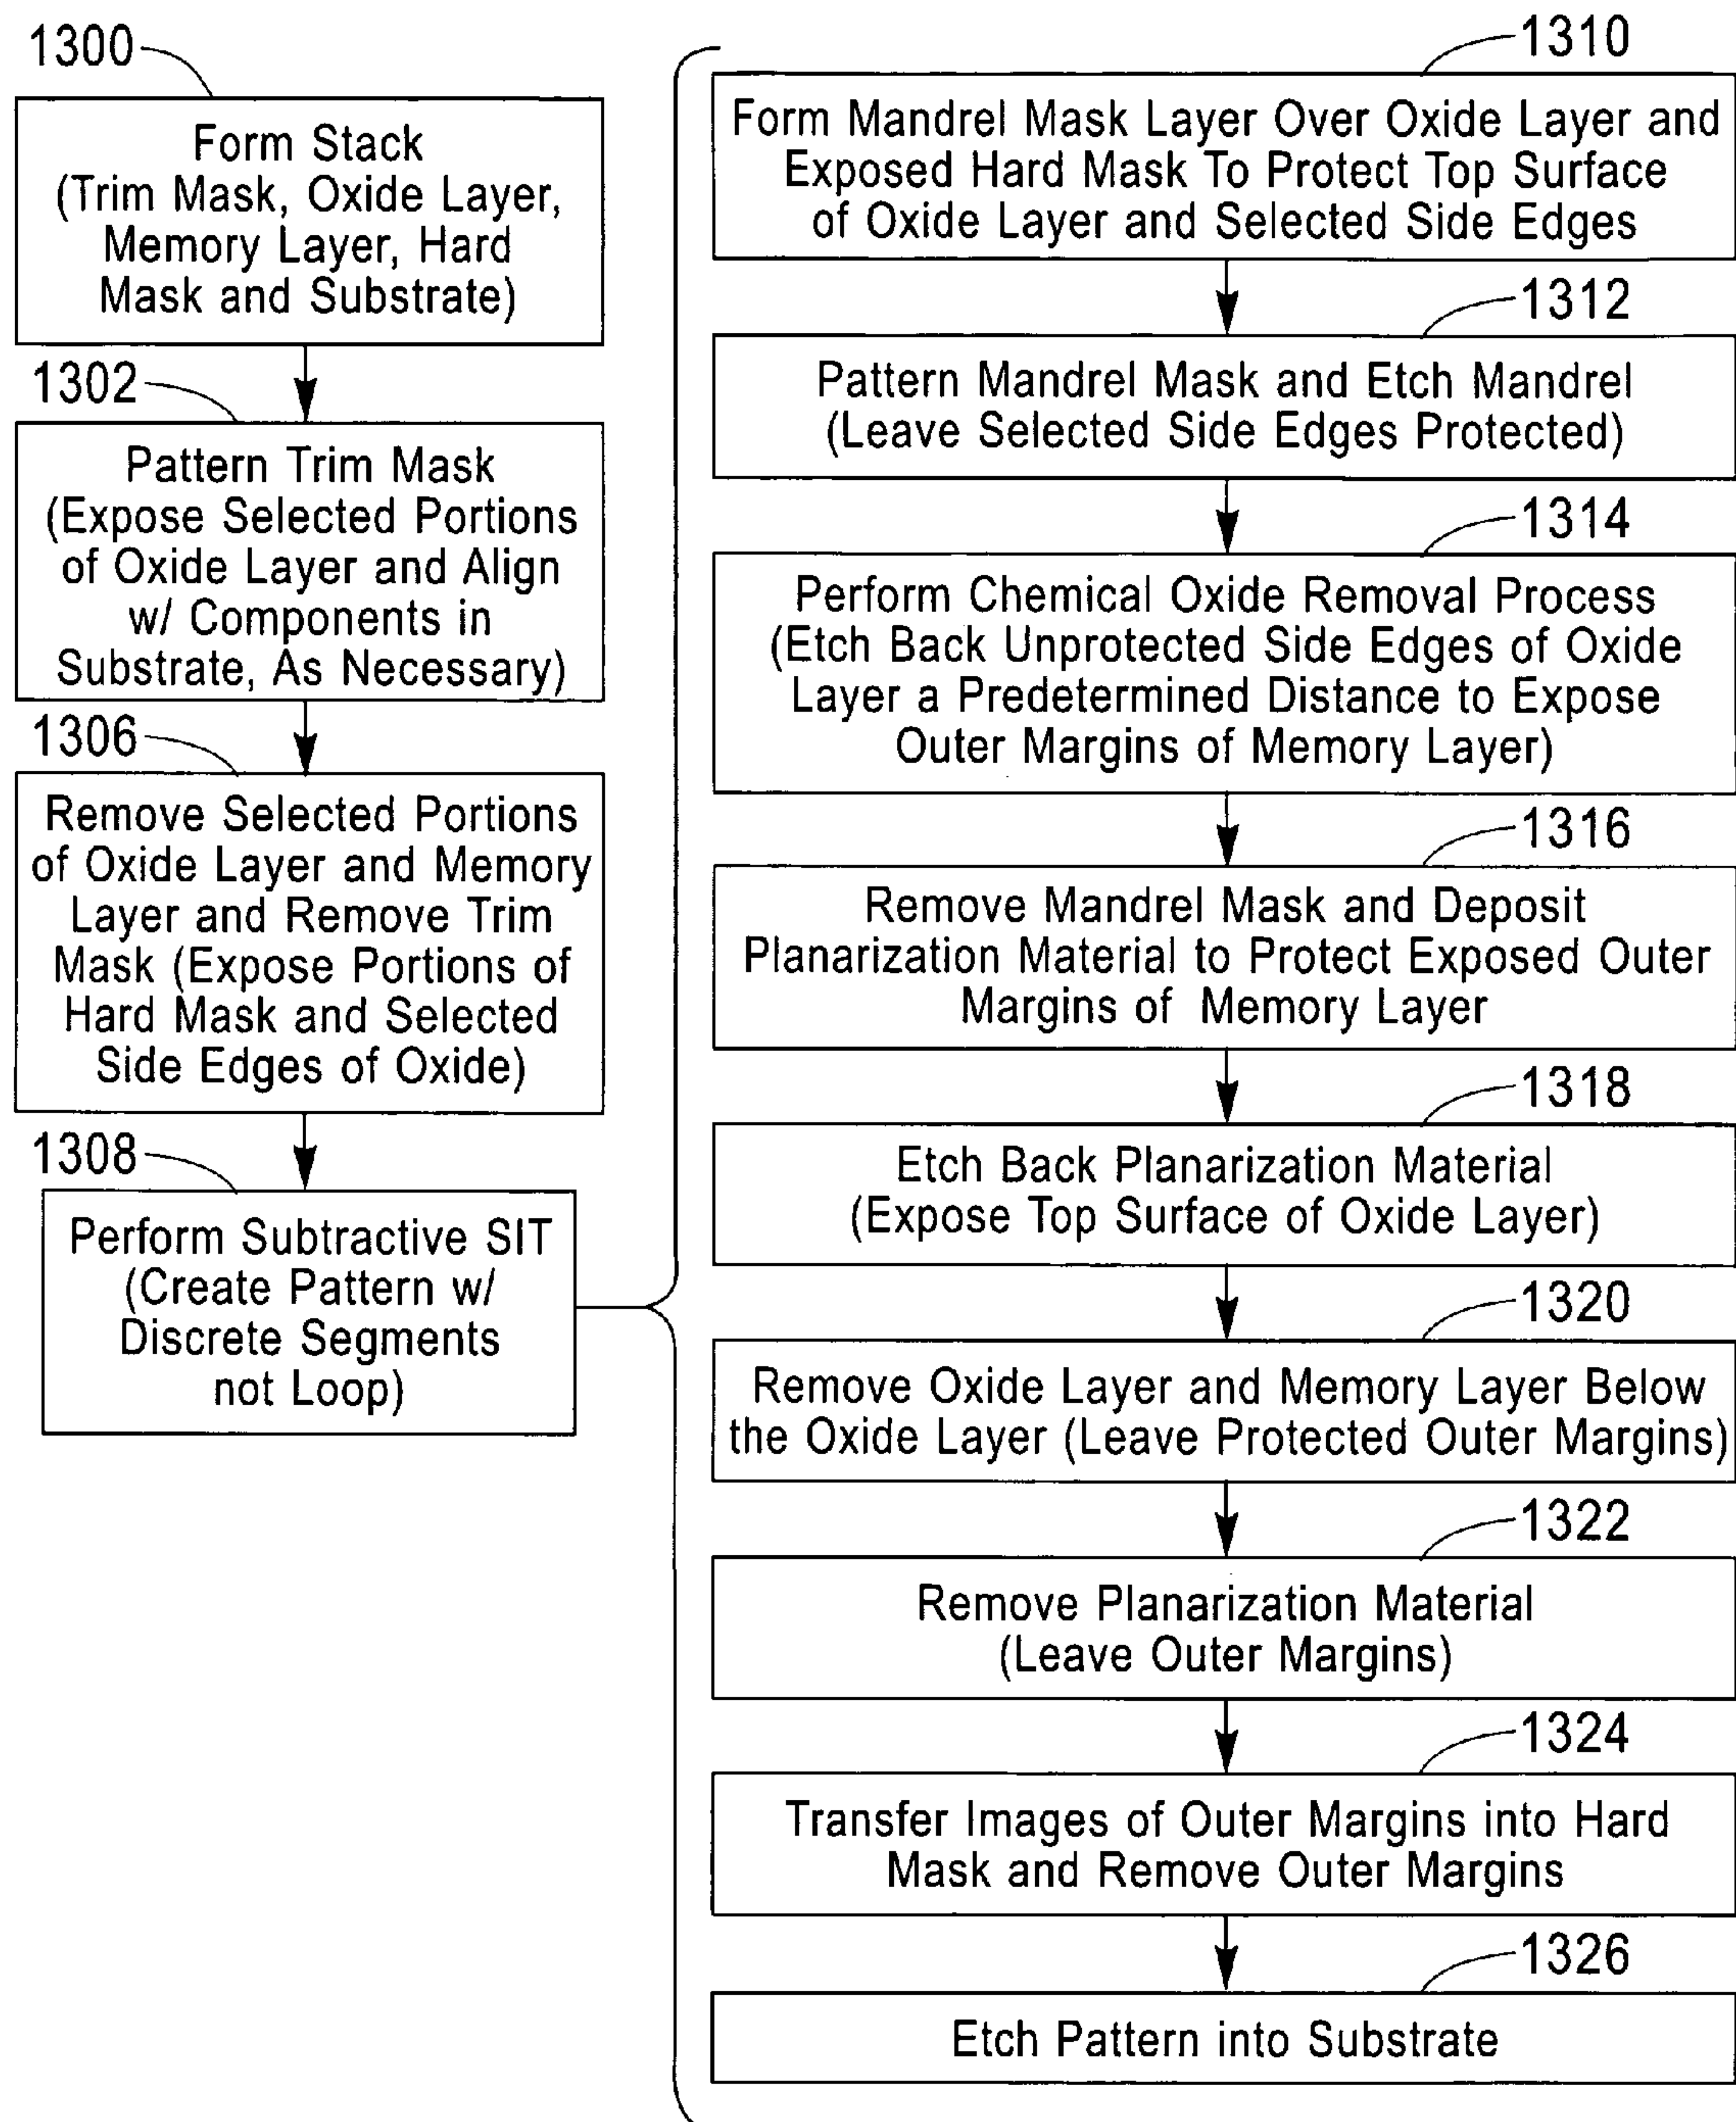 1300
Form Stack
(Trim Mask, Oxide Layer,
Memory Layer, Hard
Mask and Substrate)
1302
Pattern Trim Mask
(Expose Selected Portions
of Oxide Layer and Align
w/ Components in
Substrate, As Necessary)
1306
Remove Selected Portions
of Oxide Layer and Memory
Layer and Remove Trim
Mask (Expose Portions of
Hard Mask and Selected
Side Edges of Oxide)
1308
Perform Subtractive SIT
(Create Pattern w/
Discrete Segments
not Loop)
1310
Form Mandrel Mask Layer Over Oxide Layer and
Exposed Hard Mask To Protect Top Surface
of Oxide Layer and Selected Side Edges
1312
Pattern Mandrel Mask and Etch Mandrel
(Leave Selected Side Edges Protected)
1314
Perform Chemical Oxide Removal Process
(Etch Back Unprotected Side Edges of Oxide
Layer a Predetermined Distance to Expose
Outer Margins of Memory Layer)
1316
Remove Mandrel Mask and Deposit
Planarization Material to Protect Exposed Outer
Margins of Memory Layer
1318
Etch Back Planarization Material
(Expose Top Surface of Oxide Layer)
1320
Remove Oxide Layer and Memory Layer Below
the Oxide Layer (Leave Protected Outer Margins)
1322
Remove Planarization Material
(Leave Outer Margins)
1324
Transfer Images of Outer Margins into Hard
Mask and Remove Outer Margins
1326
Etch Pattern into Substrate